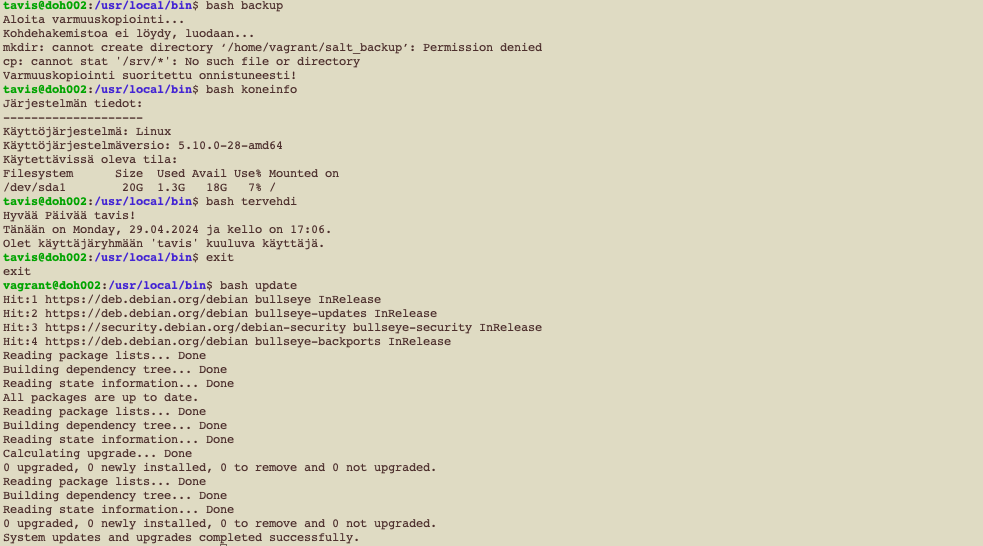 tavis@doh002:/usr/local/bin$ bash backup
Aloita varmuuskopiointi...
Kohdehakemistoa ei löydy, luodaan...
mkdir: cannot create directory ‘/home/vagrant/salt_backup’: Permission denied
cp: cannot stat '/srv/*': No such file or directory
Varmuuskopiointi suoritettu onnistuneesti!
tavis@doh002:/usr/local/bin$ bash koneinfo
Järjestelmän tiedot:
--------------------
Käyttöjärjestelmä: Linux
Käyttöjärjestelmäversio: 5.10.0-28-amd64
Käytettävissä oleva tila:
Filesystem      Size  Used Avail Use% Mounted on
/dev/sda1        20G  1.3G   18G   7% /
tavis@doh002:/usr/local/bin$ bash tervehdi
Hyvää Päivää tavis!
Tänään on Monday, 29.04.2024 ja kello on 17:06.
Olet käyttäjäryhmään 'tavis' kuuluva käyttäjä.
tavis@doh002:/usr/local/bin$ exit
exit
vagrant@doh002:/usr/local/bin$ bash update
Hit:1 https://deb.debian.org/debian bullseye InRelease
Hit:2 https://deb.debian.org/debian bullseye-updates InRelease
Hit:3 https://security.debian.org/debian-security bullseye-security InRelease
Hit:4 https://deb.debian.org/debian bullseye-backports InRelease
Reading package lists... Done
Building dependency tree... Done
Reading state information... Done
All packages are up to date.
Reading package lists... Done
Building dependency tree... Done
Reading state information... Done
Calculating upgrade... Done
0 upgraded, 0 newly installed, 0 to remove and 0 not upgraded.
Reading package lists... Done
Building dependency tree... Done
Reading state information... Done
0 upgraded, 0 newly installed, 0 to remove and 0 not upgraded.
System updates and upgrades completed successfully.